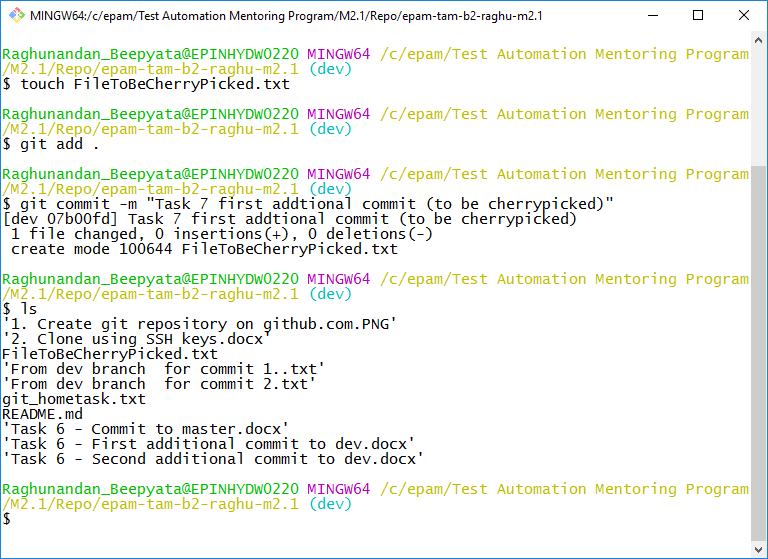 MINGW64:/c/epam/Test Automation Mentoring Program/M2.1/Repo/epam-tam-b2-raghu-m2.1
Raghunandan_Beepyata@EPINHYDW0220 MINGW64 /c/epam/Test Automation Mentoring Program
/M2.1/Repo/epam-tam-b2-raghu-m2.1 (dev)
$ touch FileToBeCherryPicked.txt
Raghunandan_Beepyata@EPINHYDW0220 MINGW64 /c/epam/Test Automation Mentoring Program
/M2.1/Repo/epam-tam-b2-raghu-m2.1 (dev)
$ git add .
Raghunandan_Beepyata@EPINHYDW0220 MINGW64 /c/epam/Test Automation Mentoring Program
/M2.1/Repo/epam-tam-b2-raghu-m2.1 (dev)
$ git commit -m "Task 7 first addtional commit (to be cherrypicked)"
[dev 07b00fd] Task 7 first addtional commit (to be cherrypicked)
 1 file changed, 0 insertions(+), 0 deletions(-)
 create mode 100644 FileToBeCherryPicked.txt
Raghunandan_Beepyata@EPINHYDW0220 MINGW64 /c/epam/Test Automation Mentoring Program
/M2.1/Repo/epam-tam-b2-raghu-m2.1 (dev)
$ ls
'1. Create git repository on github.com.PNG'
'2. Clone using SSH keys.docx'
FileToBeCherryPicked.txt
'From dev branch  for commit 1..txt'
'From dev branch  for commit 2.txt'
git_hometask.txt
README.md
'Task 6 - Commit to master.docx'
'Task 6 - First additional commit to dev.docx'
'Task 6 - Second additional commit to dev.docx'
Raghunandan_Beepyata@EPINHYDW0220 MINGW64 /c/epam/Test Automation Mentoring Program
/M2.1/Repo/epam-tam-b2-raghu-m2.1 (dev)
$